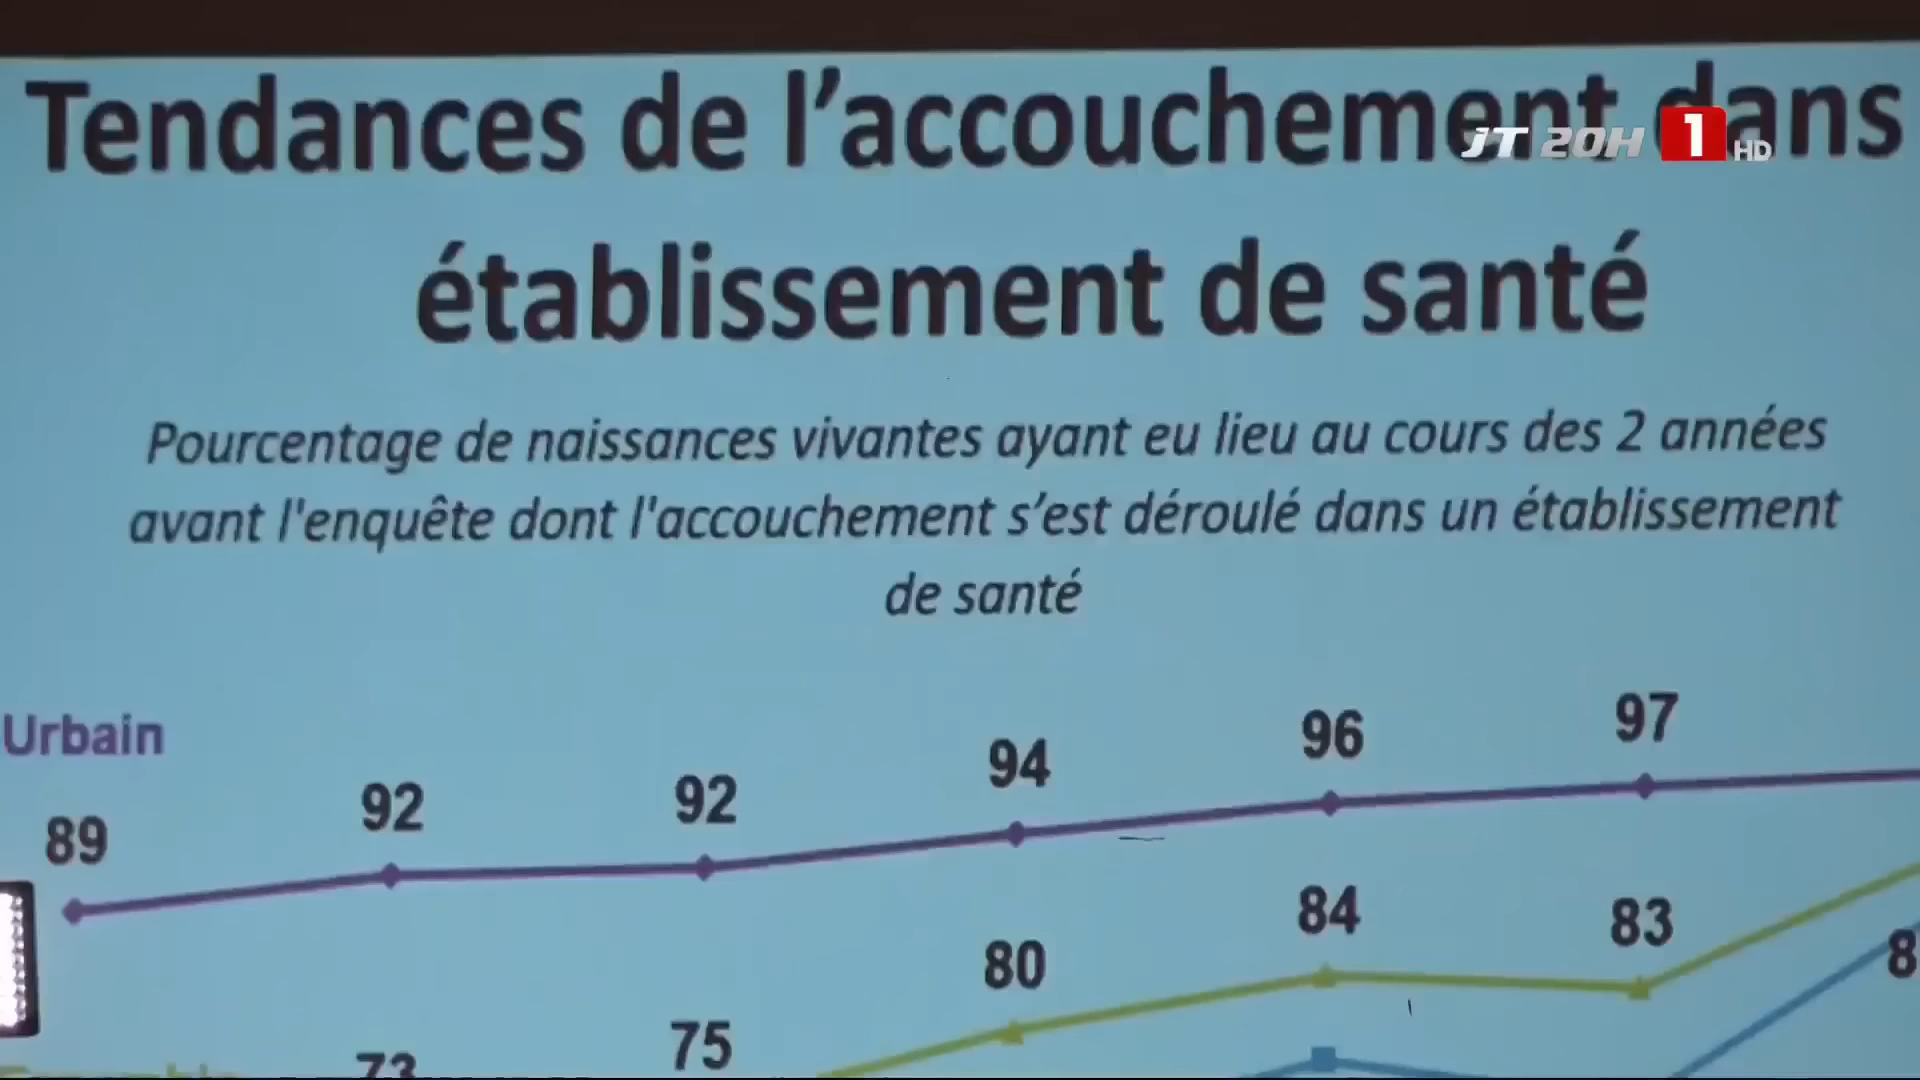 Tendances de l’accouchement dans
JT 20H 1 HD
établissement de santé
Pourcentage de naissances vivantes ayant eu lieu au cours des 2 années
avant l'enquête dont l'accouchement s’est déroulé dans un établissement
de santé
Urbain
89 92 92 94 96 97
73 75 80 84 83